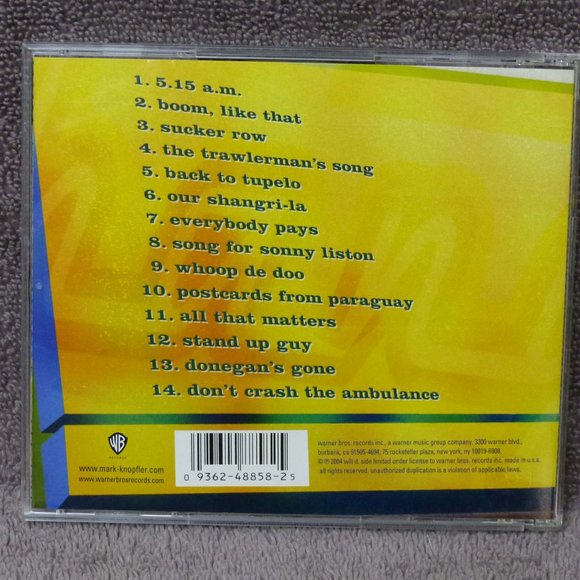 1. 5.15 a.m.
2. boom, like that
3. sucker row
4. the trawlerman's song
5. back to tupelo
6. our shangri-la
7. everybody pays
8. song for sonny liston
9. whoop de doo
10. postcards from paraguay
11. all that matters
12. stand up guy
13. donegan's gone
14. don't crash the ambulance
WB
RECORDS
www.mark-knopfler.com
www.warnerbrosrecords.com
0 9362-48858-2 5
warner bros. records inc., a warner music group company. 3300 warner blvd.,
burbank, ca 91505-4694; 75 rockefeller plaza, new york, ny 10019-6908.
© ℗ 2004 will d. side limited under license to warner bros. records inc. made in u.s.a.
all rights reserved. unauthorized duplication is a violation of applicable laws.